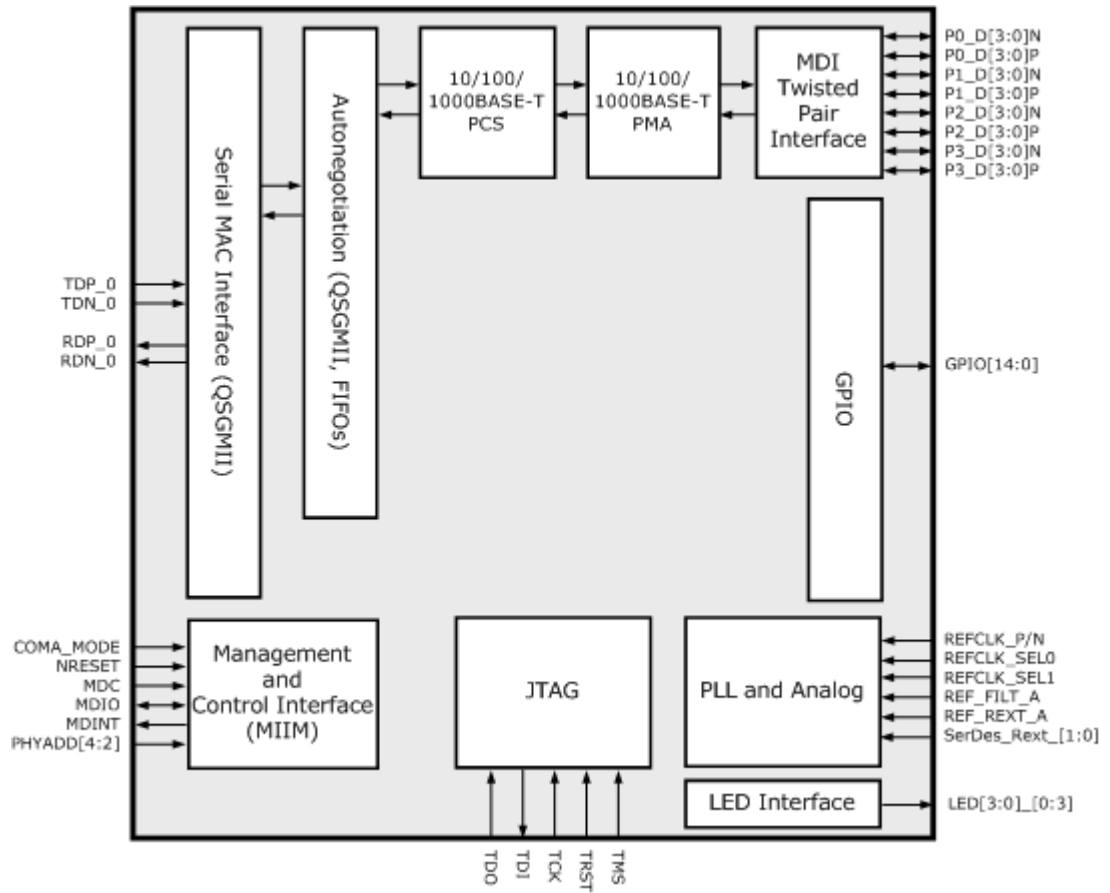 10/100/
1000BASE-T
PCS
10/100/
1000BASE-T
PMA
MDI
Twisted
Pair
Interface
P0_D[3:0]N
P0_D[3:0]P
P1_D[3:0]N
P1_D[3:0]P
P2_D[3:0]N
P2_D[3:0]P
P3_D[3:0]N
P3_D[3:0]P
Serial MAC Interface (QSGMII)
Autonegotiation (QSGMII, FIFOs)
TDP_0
TDN_0
RDP_0
RDN_0
GPIO
GPIO[14:0]
COMA_MODE
NRESET
MDC
MDIO
MDINT
PHYADD[4:2]
Management
and
Control Interface
(MIIM)
JTAG
PLL and Analog
REFCLK_P/N
REFCLK_SEL0
REFCLK_SEL1
REF_FILT_A
REF_REXT_A
SerDes_Rext_[1:0]
LED Interface
LED[3:0]_[0:3]
TDO
TDI
TCK
TRST
TMS